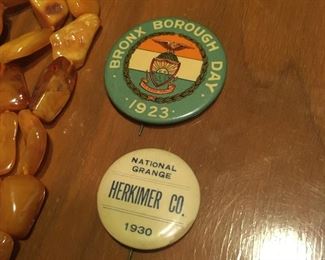 · BRONX BOROUGH DAY ·
1923
NATIONAL
GRANGE
HERKIMER CO.
1930